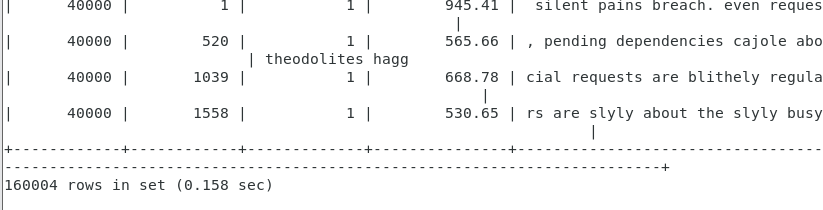 |      40000 |          1 |           1 |        945.41 |  silent pains breach. even reques
|
|      40000 |        520 |           1 |        565.66 | , pending dependencies cajole abo
| theodolites hagg
|      40000 |       1039 |           1 |        668.78 | cial requests are blithely regula
|
|      40000 |       1558 |           1 |        530.65 | rs are slyly about the slyly busy
|
+------------+------------+-------------+---------------+----------------------------------
-------------------------------------------------------------------------+
160004 rows in set (0.158 sec)